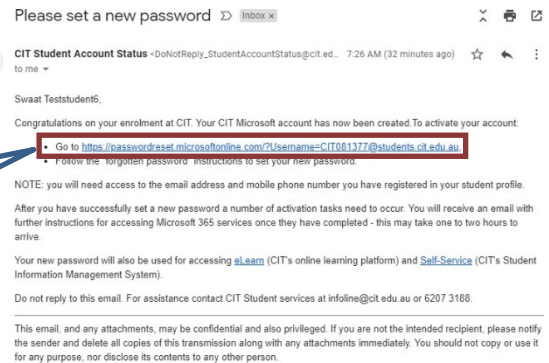 Please set a new password Inbox x
CIT Student Account Status <DoNotReply_StudentAccountStatus@cit.ed... 7:26 AM (32 minutes ago)
to me
Swaat Teststudent6,
Congratulations on your enrolment at CIT. Your CIT Microsoft account has now been created.To activate your account:
• Go to https://passwordreset.microsoftonline.com/?Username=CIT081377@students.cit.edu.au,
• Follow the "forgotten password" instructions to set your new password.
NOTE: you will need access to the email address and mobile phone number you have registered in your student profile.
After you have successfully set a new password a number of activation tasks need to occur. You will receive an email with
further instructions for accessing Microsoft 365 services once they have completed - this may take one to two hours to
arrive.
Your new password will also be used for accessing eLearn (CIT's online learning platform) and Self-Service (CIT's Student
Information Management System).
Do not reply to this email. For assistance contact CIT Student services at infoline@cit.edu.au or 6207 3188.
This email, and any attachments, may be confidential and also privileged. If you are not the intended recipient, please notify
the sender and delete all copies of this transmission along with any attachments immediately. You should not copy or use it
for any purpose, nor disclose its contents to any other person.